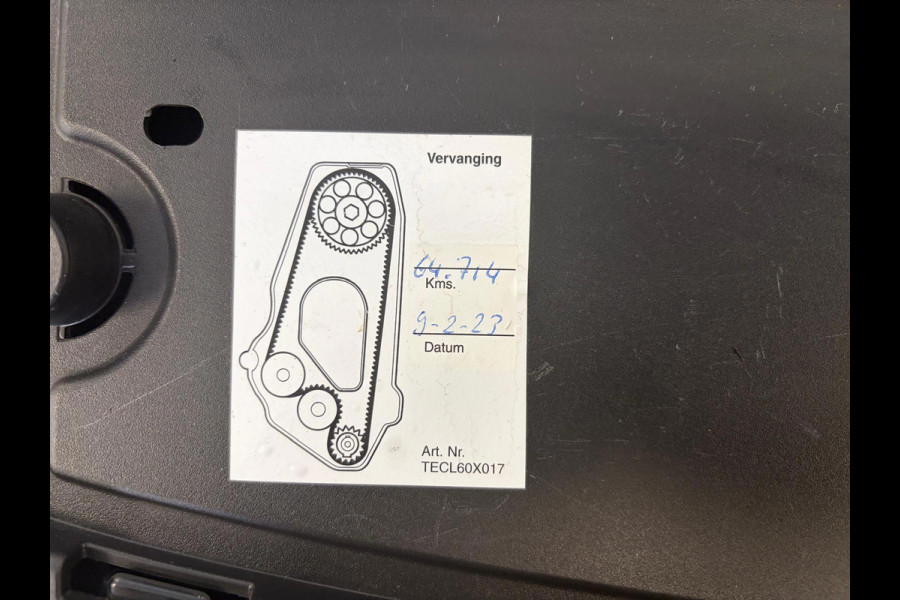 Vervanging
64.714
Kms.
9-2-23
Datum
Art. Nr.
TECL60X017